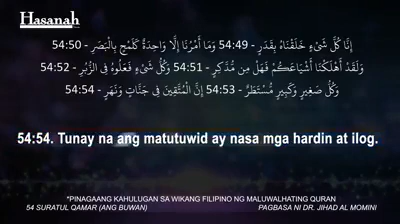 Hasanah
إِنَّا كُلَّ شَىْءٍ خَلَقْنَاهُ بِقَدَرٍ - 54:49 وَمَا أَمْرُنَا إِلَّا وَاحِدَةٌ كَلَمْحٍ بِالْبَصَرِ - 54:50
وَلَقَدْ أَهْلَكْنَا أَشْيَاعَكُمْ فَهَلْ مِن مُّدَّكِرٍ - 54:51 وَكُلُّ شَىْءٍ فَعَلُوهُ فِى الزُّبُرِ - 54:52
وَكُلُّ صَغِيرٍ وَكَبِيرٍ مُّسْتَطَرٌ - 54:53 إِنَّ الْمُتَّقِينَ فِى جَنَّاتٍ وَنَهَرٍ - 54:54
54:54. Tunay na ang matutuwid ay nasa mga hardin at ilog.
*PINAGAANG KAHULUGAN SA WIKANG FILIPINO NG MALUWALHATING QURAN
54 SURATUL QAMAR (ANG BUWAN) PAGBASA NI DR. JIHAD AL MOMINI